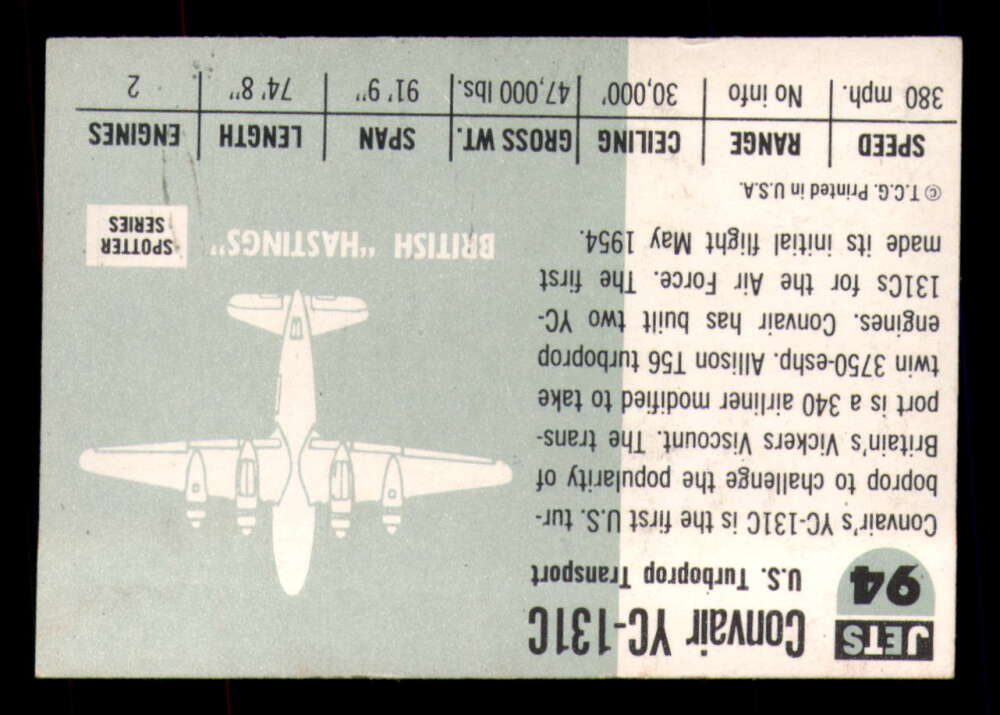 JETS
94
Convair YC-131C
U.S. Turboprop Transport
Convair's YC-131C is the first U.S. tur-
boprop to challenge the popularity of
Britain's Vickers Viscount. The trans-
port is a 340 airliner modified to take
twin 3750-eshp. Allison T56 turboprop
engines. Convair has built two YC-
131Cs for the Air Force. The first
made its initial flight May 1954.
© T.C.G. Printed in U.S.A.
BRITISH "HASTINGS"
SPOTTER
SERIES
SPEED RANGE CEILING GROSS WT. SPAN LENGTH ENGINES
380 mph. No info 30,000' 47,000 lbs. 91' 9" 74' 8" 2